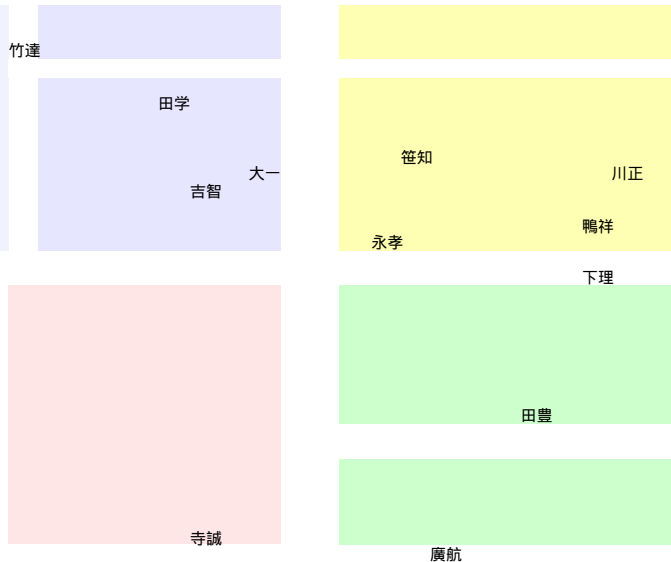 竹達
田学
笹知
大一
川正
吉智
鴨祥
永孝
下理
田豊
寺誠
廣航